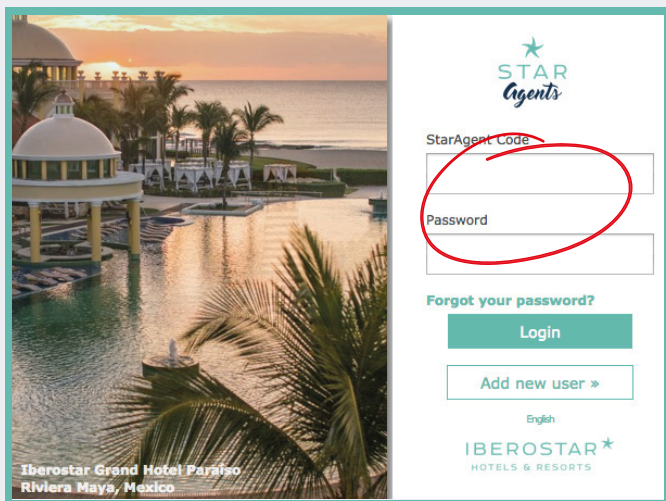 STAR
Agents
StarAgent Code
Password
Forgot your password?
Login
Add new user »
English
IBEROSTAR
HOTELS & RESORTS
Iberostar Grand Hotel Paraiso
Riviera Maya, Mexico